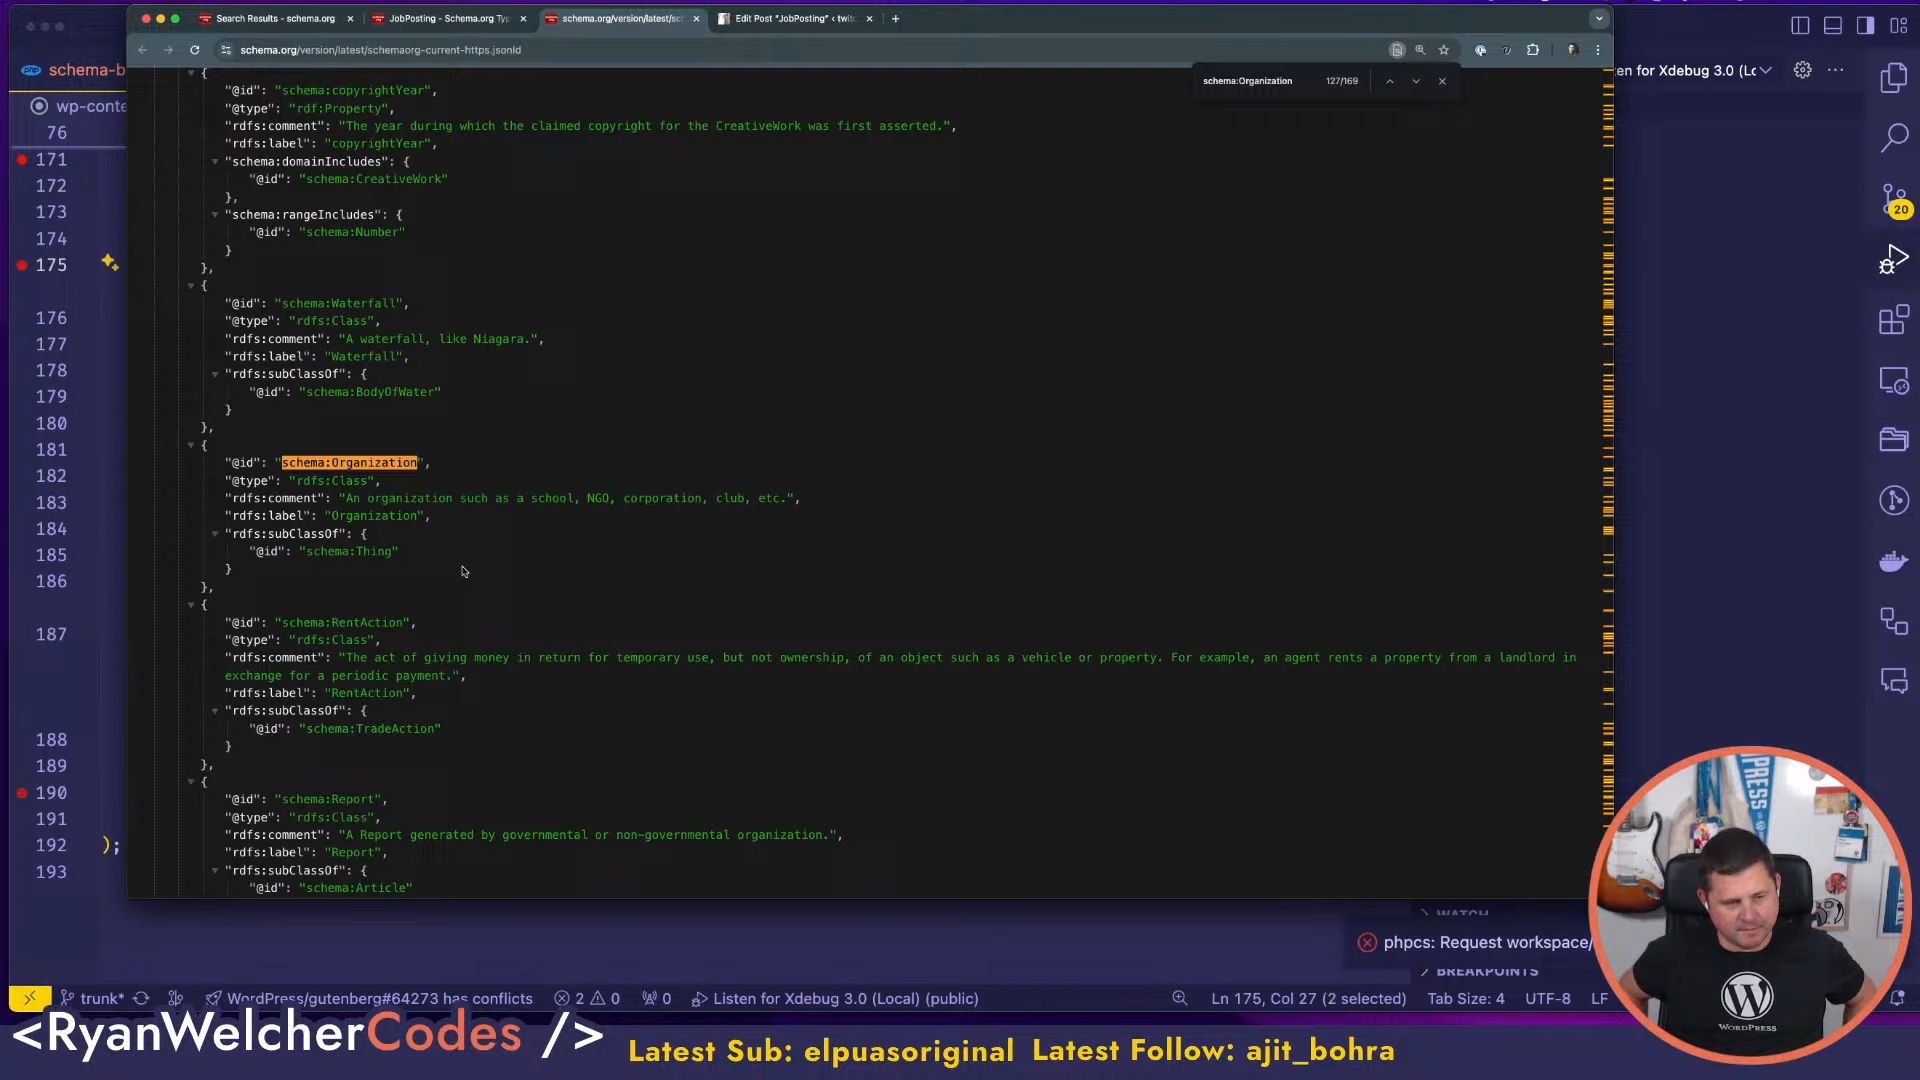 Search Results - schema.org
JobPosting - Schema.org Ty
schema.org/version/latest/sc
Edit Post "JobPosting" ‹ twit
schema.org/version/latest/schemaorg-current-https.jsonld
schema:Organization
127/169
schema-b
en for Xdebug 3.0 (Lc
wp-conte
76
171
172
173
174
175
176
177
178
179
180
181
182
183
184
185
186
187
188
189
190
191
192
);
193
{
"@id": "schema:copyrightYear",
"@type": "rdf:Property",
"rdfs:comment": "The year during which the claimed copyright for the CreativeWork was first asserted.",
"rdfs:label": "copyrightYear",
"schema:domainIncludes": {
"@id": "schema:CreativeWork"
},
"schema:rangeIncludes": {
"@id": "schema:Number"
}
},
{
"@id": "schema:Waterfall",
"@type": "rdfs:Class",
"rdfs:comment": "A waterfall, like Niagara.",
"rdfs:label": "Waterfall",
"rdfs:subClassOf": {
"@id": "schema:BodyOfWater"
}
},
{
"@id": "schema:Organization",
"@type": "rdfs:Class",
"rdfs:comment": "An organization such as a school, NGO, corporation, club, etc.",
"rdfs:label": "Organization",
"rdfs:subClassOf": {
"@id": "schema:Thing"
}
},
{
"@id": "schema:RentAction",
"@type": "rdfs:Class",
"rdfs:comment": "The act of giving money in return for temporary use, but not ownership, of an object such as a vehicle or property. For example, an agent rents a property from a landlord in
exchange for a periodic payment.",
"rdfs:label": "RentAction",
"rdfs:subClassOf": {
"@id": "schema:TradeAction"
}
},
{
"@id": "schema:Report",
"@type": "rdfs:Class",
"rdfs:comment": "A Report generated by governmental or non-governmental organization.",
"rdfs:label": "Report",
"rdfs:subClassOf": {
"@id": "schema:Article"
20
WATCH
phpcs: Request workspace/
BREAKPOINTS
trunk*
WordPress/gutenberg#64273 has conflicts
2
0
0
Listen for Xdebug 3.0 (Local) (public)
Ln 175, Col 27 (2 selected)
Tab Size: 4
UTF-8
LF
<RyanWelcherCodes />
Latest Sub: elpuasoriginal
Latest Follow: ajit_bohra
WORDPRESS